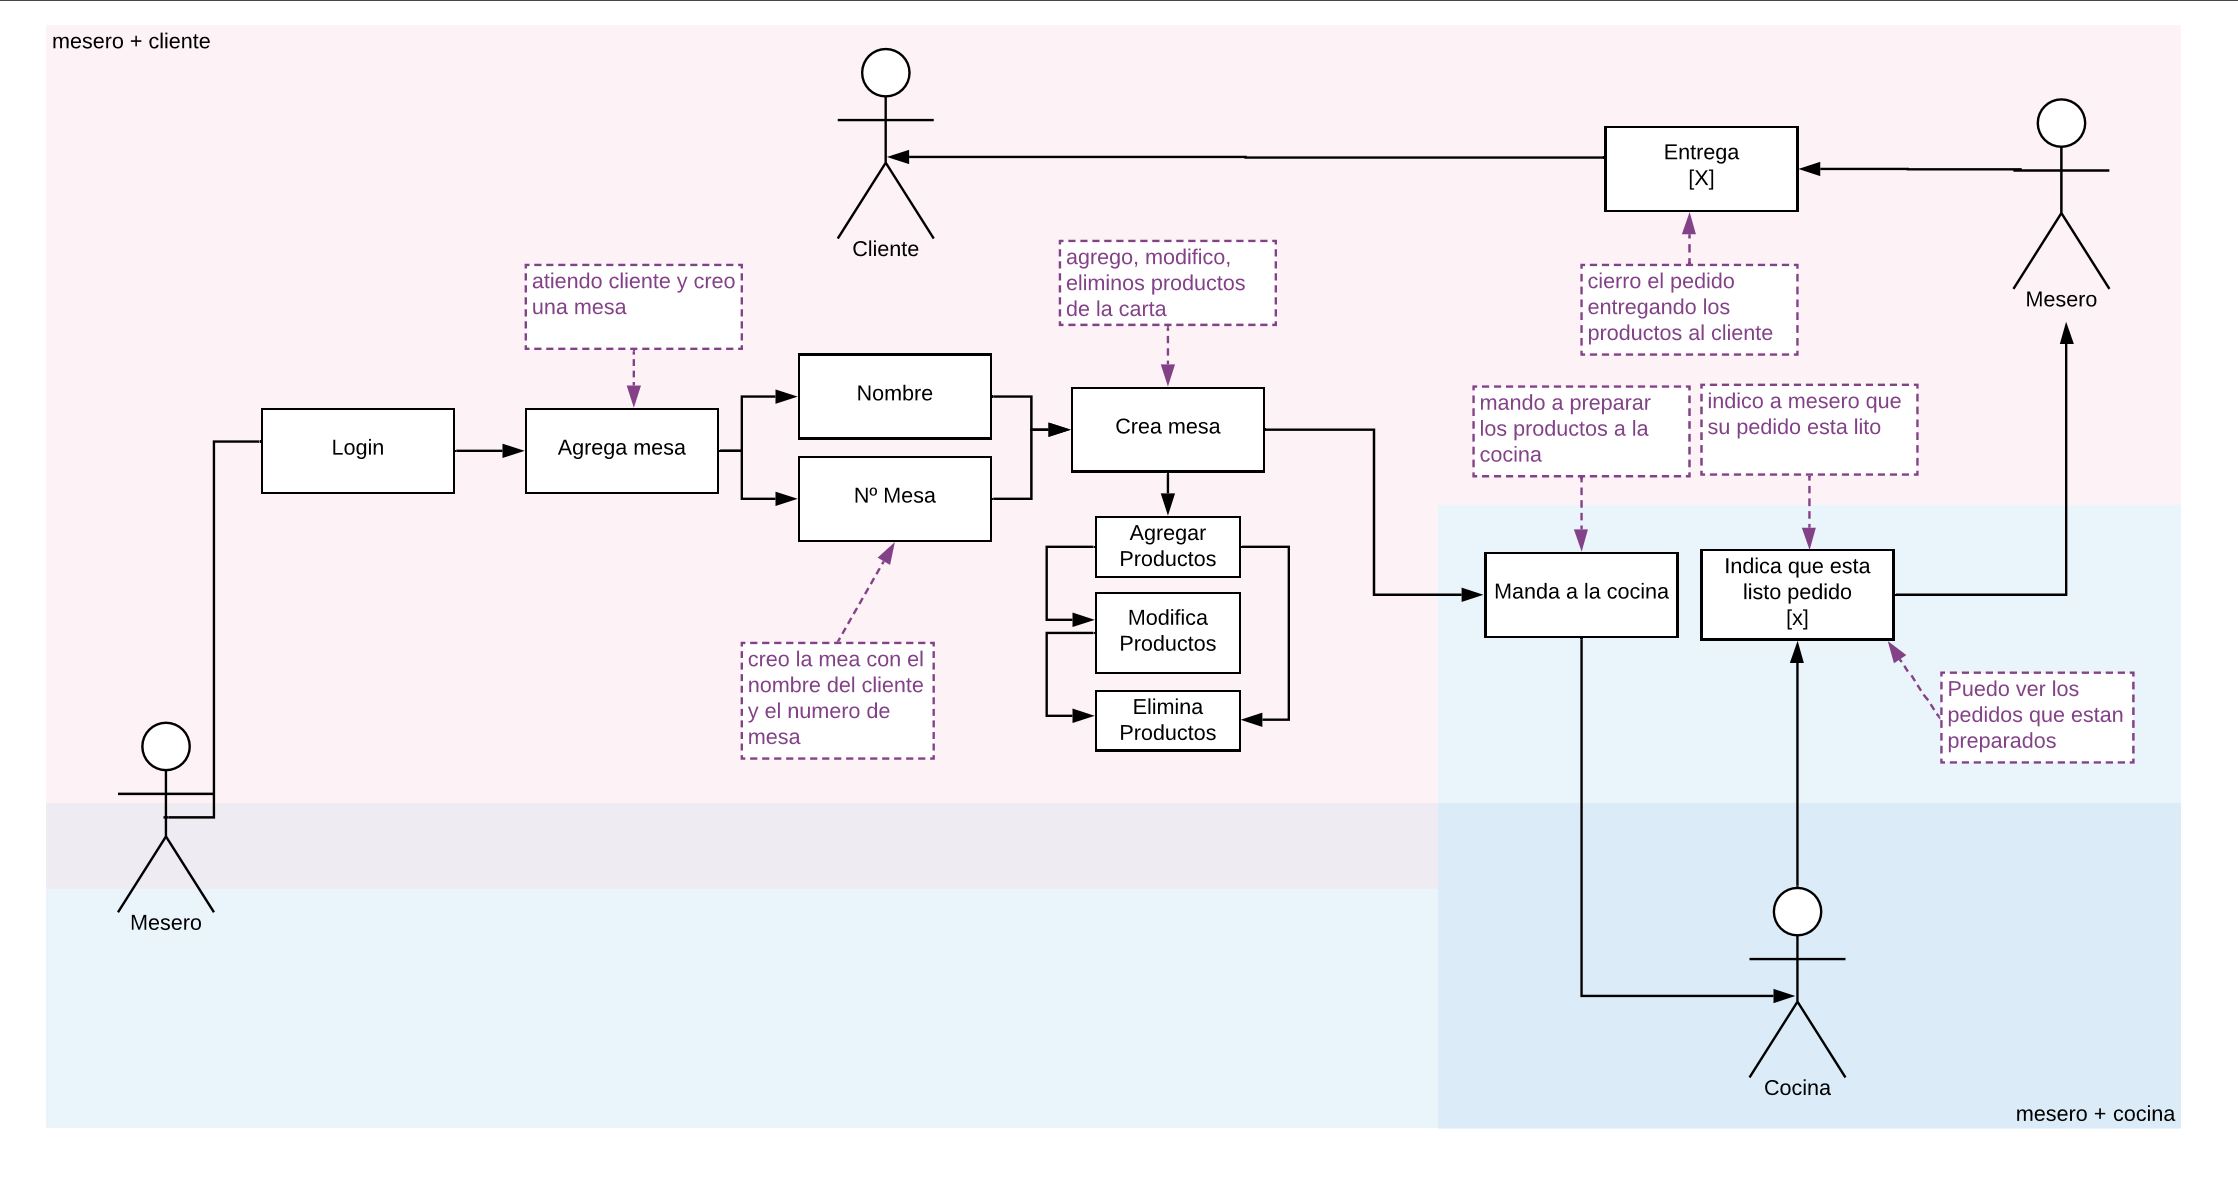 mesero + cliente
Cliente
Entrega
[X]
Mesero
atiendo cliente y creo
una mesa
agrego, modifico,
eliminos productos
de la carta
cierro el pedido
entregando los
productos al cliente
Nombre
Login
Agrega mesa
Nº Mesa
Crea mesa
mando a preparar
los productos a la
cocina
indico a mesero que
su pedido esta lito
Agregar
Productos
Modifica
Productos
Elimina
Productos
Manda a la cocina
Indica que esta
listo pedido
[x]
creo la mea con el
nombre del cliente
y el numero de
mesa
Puedo ver los
pedidos que estan
preparados
Mesero
Cocina
mesero + cocina